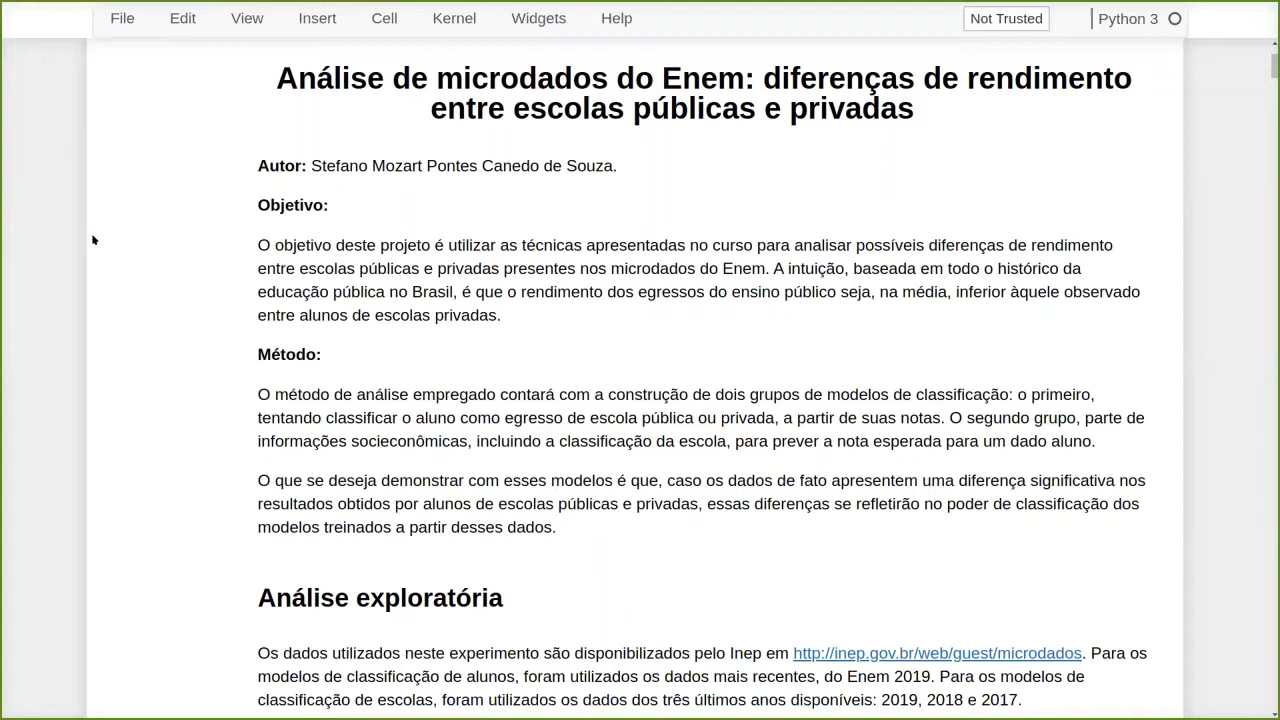 File Edit View Insert Cell Kernel Widgets Help Not Trusted Python 3
Análise de microdados do Enem: diferenças de rendimento
entre escolas públicas e privadas
Autor: Stefano Mozart Pontes Canedo de Souza.
Objetivo:
O objetivo deste projeto é utilizar as técnicas apresentadas no curso para analisar possíveis diferenças de rendimento
entre escolas públicas e privadas presentes nos microdados do Enem. A intuição, baseada em todo o histórico da
educação pública no Brasil, é que o rendimento dos egressos do ensino público seja, na média, inferior àquele observado
entre alunos de escolas privadas.
Método:
O método de análise empregado contará com a construção de dois grupos de modelos de classificação: o primeiro,
tentando classificar o aluno como egresso de escola pública ou privada, a partir de suas notas. O segundo grupo, parte de
informações socieconômicas, incluindo a classificação da escola, para prever a nota esperada para um dado aluno.
O que se deseja demonstrar com esses modelos é que, caso os dados de fato apresentem uma diferença significativa nos
resultados obtidos por alunos de escolas públicas e privadas, essas diferenças se refletirão no poder de classificação dos
modelos treinados a partir desses dados.
Análise exploratória
Os dados utilizados neste experimento são disponibilizados pelo Inep em http://inep.gov.br/web/guest/microdados. Para os
modelos de classificação de alunos, foram utilizados os dados mais recentes, do Enem 2019. Para os modelos de
classificação de escolas, foram utilizados os dados dos três últimos anos disponíveis: 2019, 2018 e 2017.